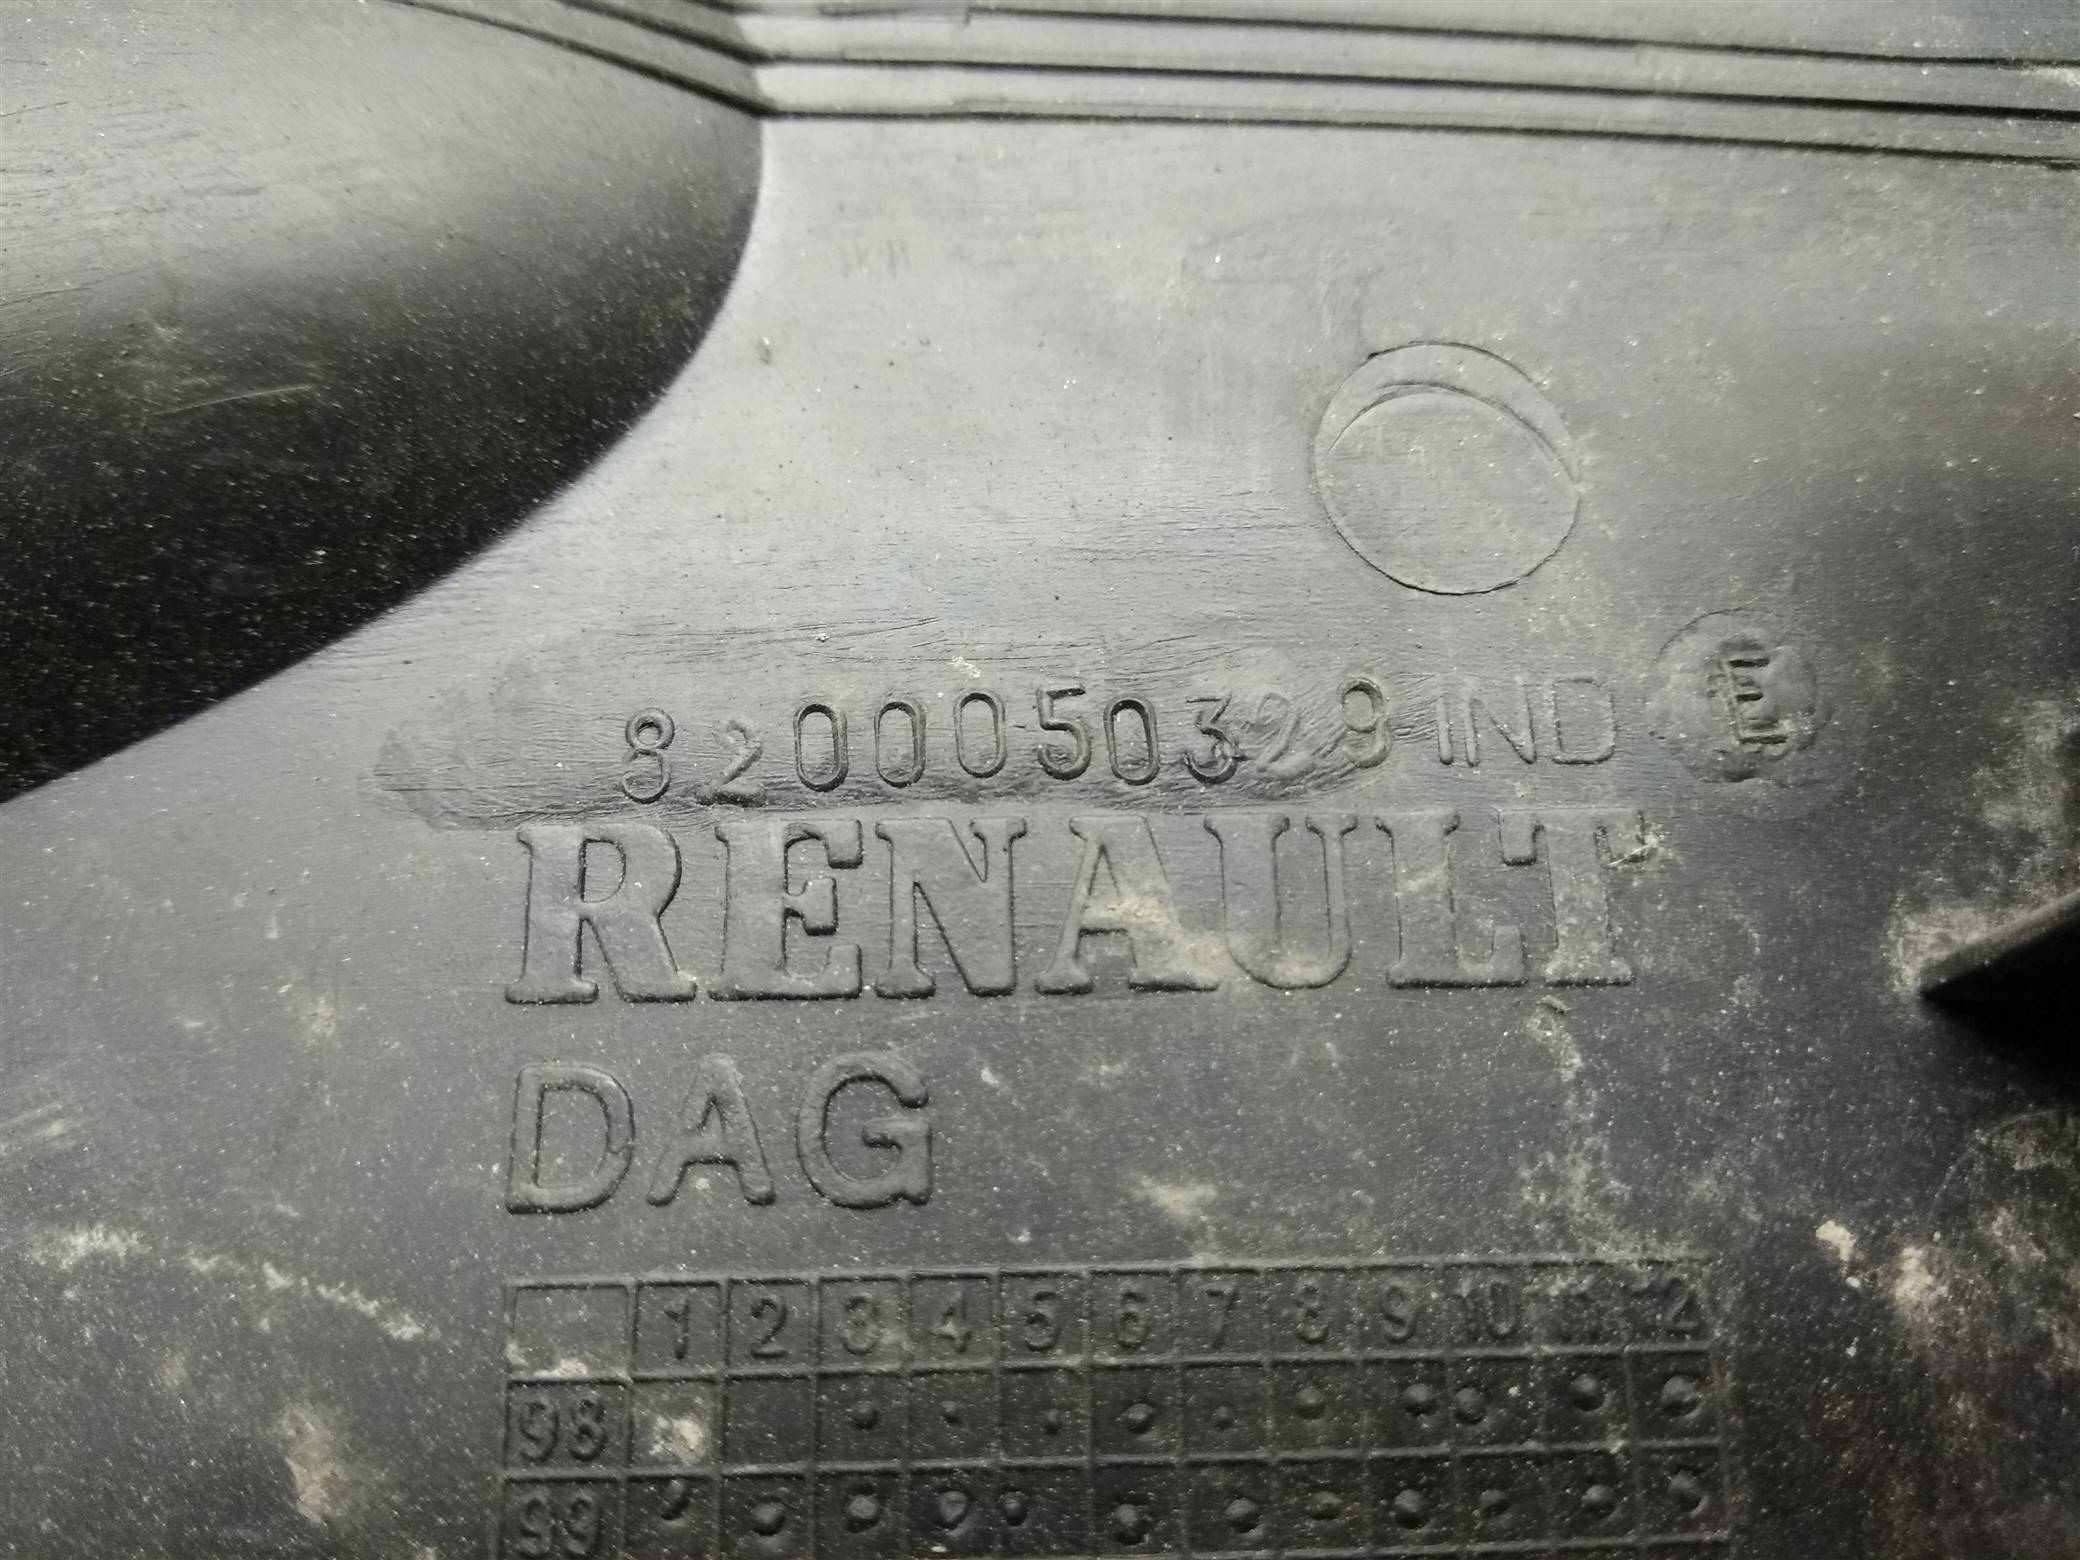 8200050329 IND E
RENAULT
DAG
1 2 3 4 5 6 7 8 9 10 11 12
98
99